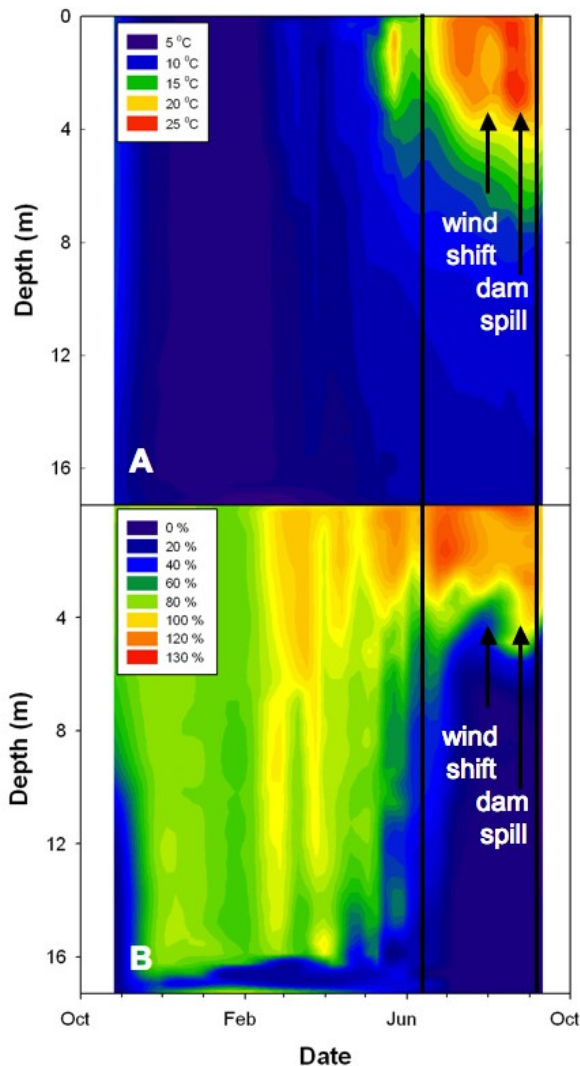 0
5 °C
10 °C
15 °C
20 °C
25 °C
4
wind
shift
dam
spill
8
Depth (m)
12
16
A
0 %
20 %
40 %
60 %
80 %
100 %
120 %
130 %
4
wind
shift
dam
spill
8
Depth (m)
12
16
B
Oct
Feb
Jun
Oct
Date